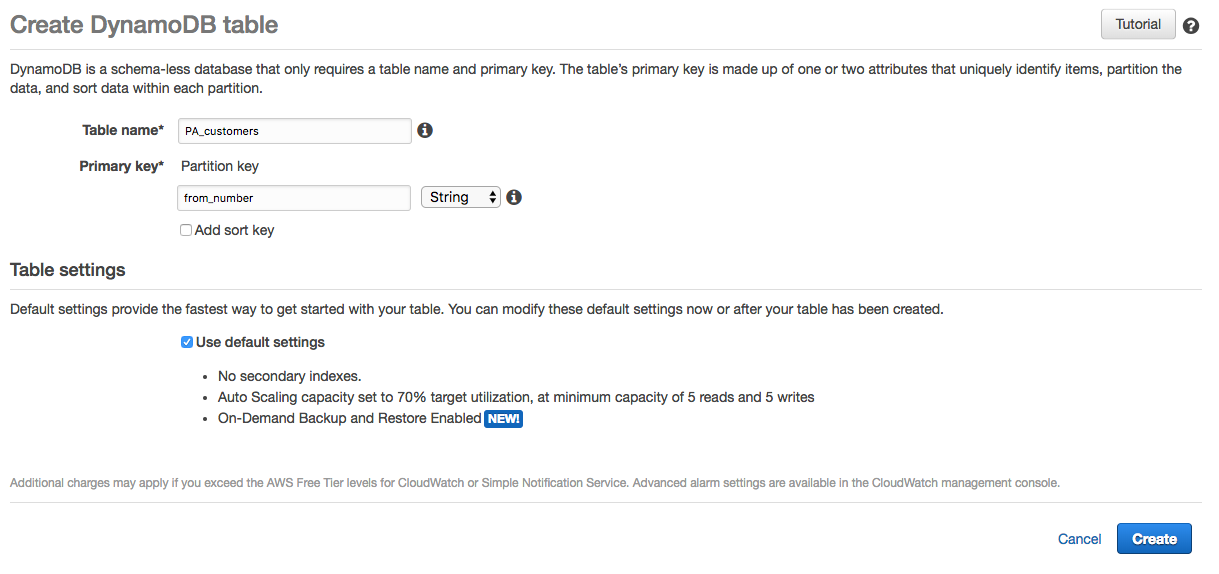 Create DynamoDB table
Tutorial
DynamoDB is a schema-less database that only requires a table name and primary key. The table's primary key is made up of one or two attributes that uniquely identify items, partition the
data, and sort data within each partition.
Table name*
PA_customers
Primary key*
Partition key
from_number
String
Add sort key
Table settings
Default settings provide the fastest way to get started with your table. You can modify these default settings now or after your table has been created.
Use default settings
No secondary indexes.
Auto Scaling capacity set to 70% target utilization, at minimum capacity of 5 reads and 5 writes
On-Demand Backup and Restore Enabled NEW!
Additional charges may apply if you exceed the AWS Free Tier levels for CloudWatch or Simple Notification Service. Advanced alarm settings are available in the CloudWatch management console.
Cancel
Create